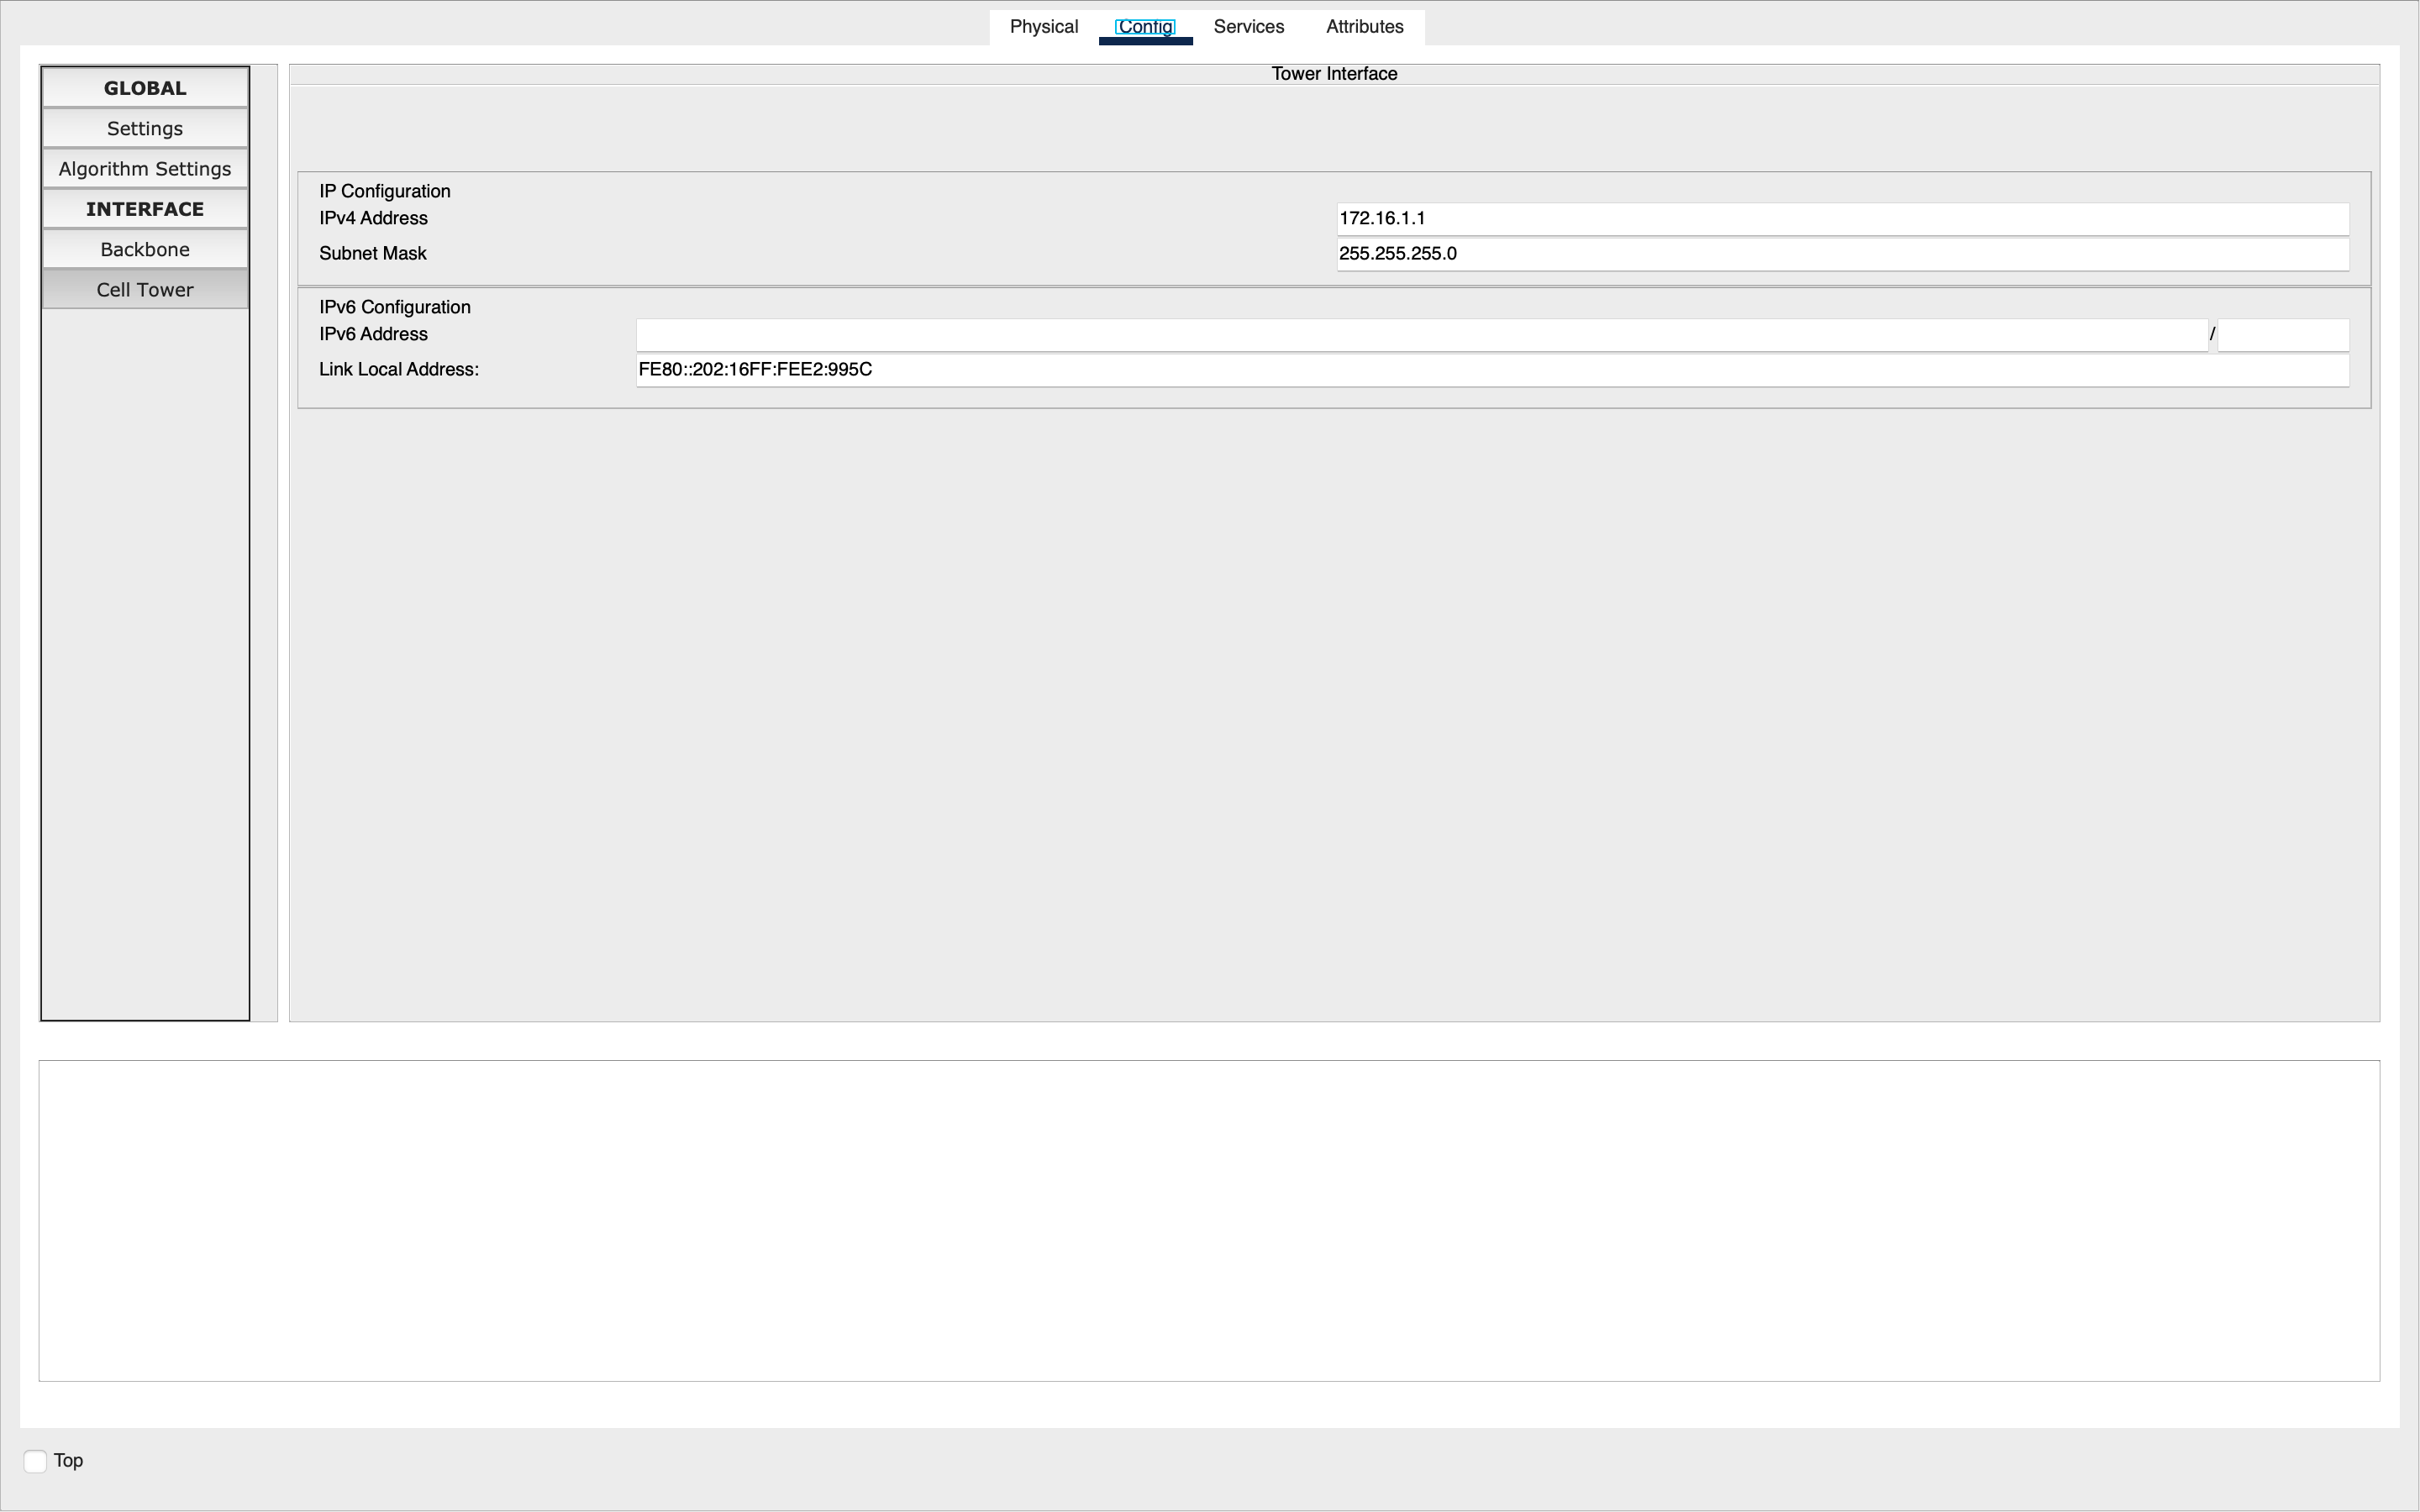 Physical Config Services Attributes
GLOBAL
Settings
Algorithm Settings
INTERFACE
Backbone
Cell Tower
Tower Interface
IP Configuration
IPv4 Address 172.16.1.1
Subnet Mask 255.255.255.0
IPv6 Configuration
IPv6 Address /
Link Local Address: FE80::202:16FF:FEE2:995C
Top